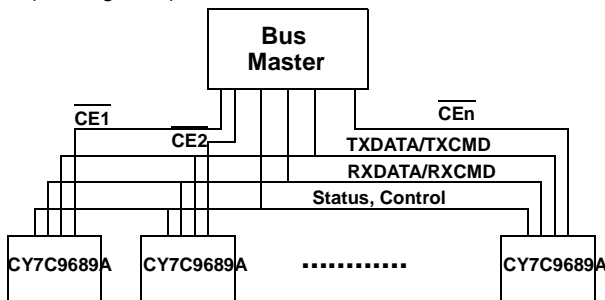 Bus
Master
CE1
CE2
CEn
TXDATA/TXCMD
RXDATA/RXCMD
Status, Control
CY7C9689A
CY7C9689A
............
CY7C9689A